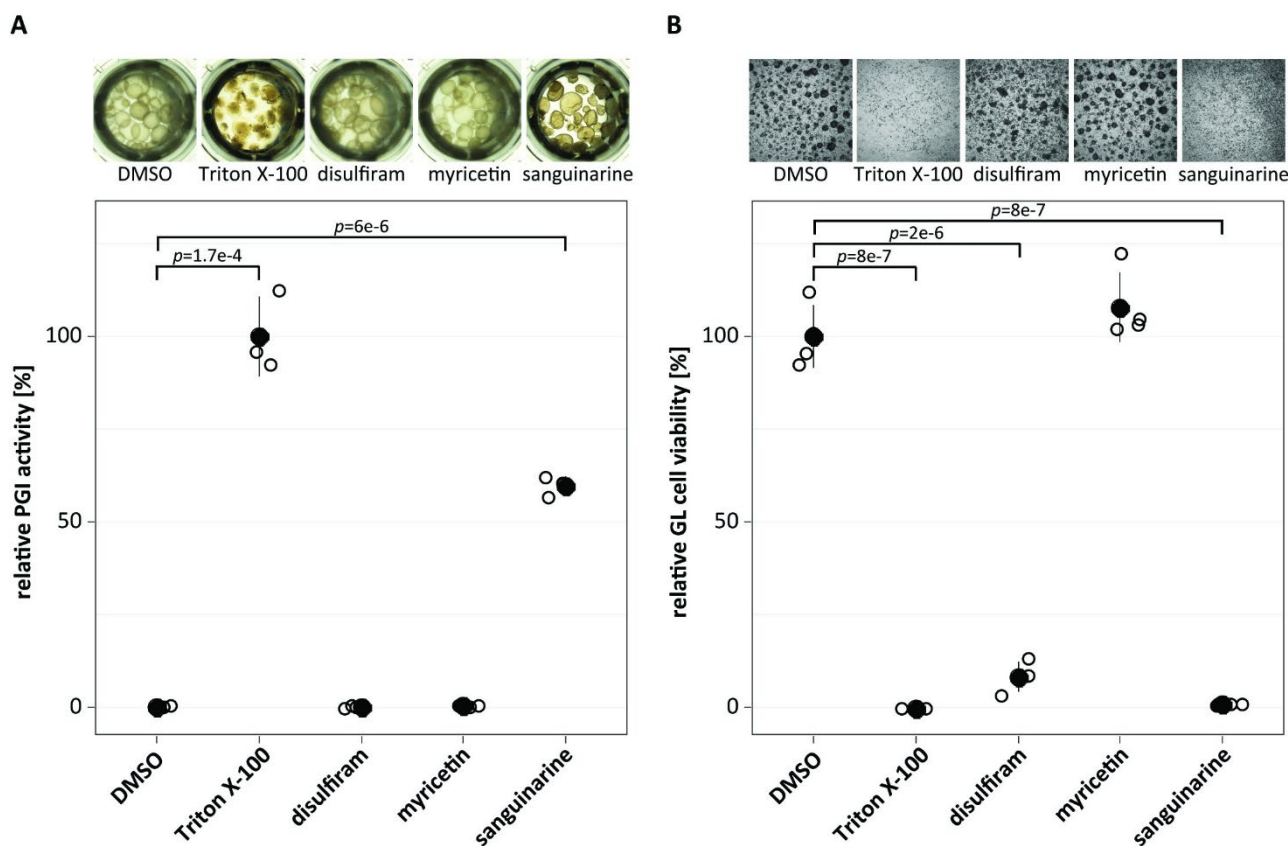 A
DMSO
Triton X-100
disulfiram
myricetin
sanguinarine
p=6e-6
p=1.7e-4
100
50
0
relative PGI activity [%]
DMSO
Triton X-100
disulfiram
myricetin
sanguinarine
B
DMSO
Triton X-100
disulfiram
myricetin
sanguinarine
p=8e-7
p=2e-6
p=8e-7
100
50
0
relative GL cell viability [%]
DMSO
Triton X-100
disulfiram
myricetin
sanguinarine